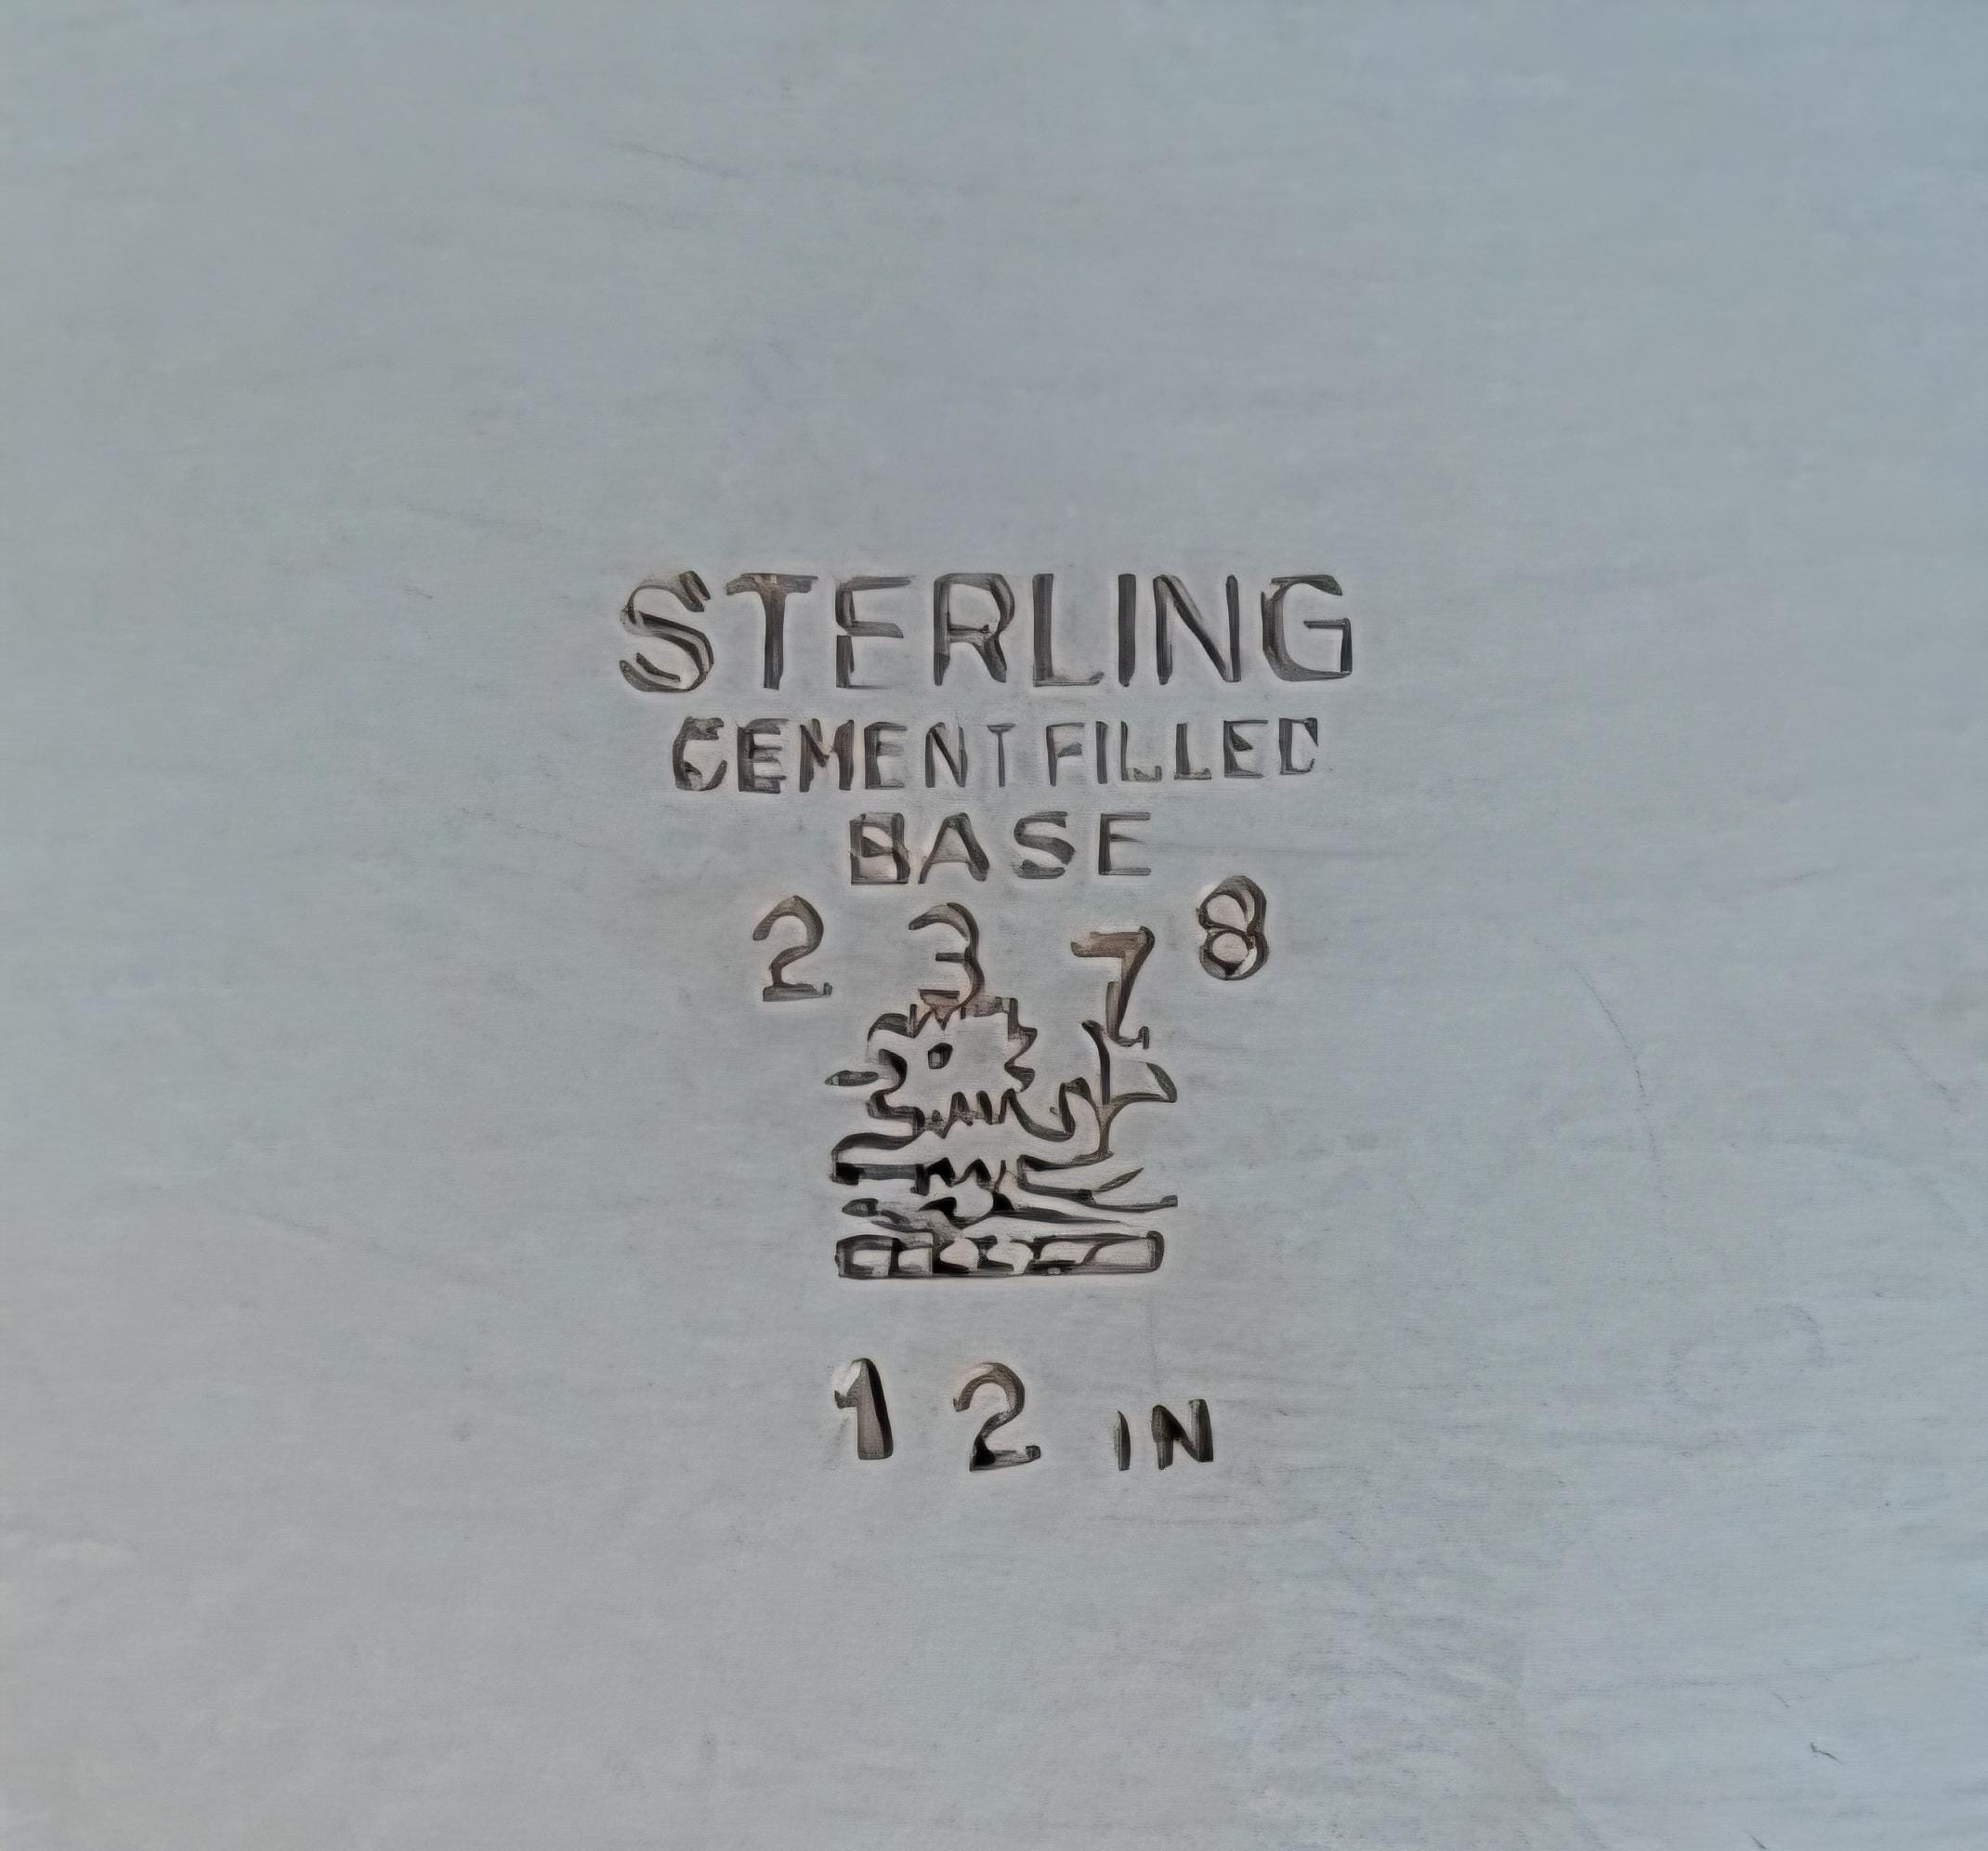 STERLING
CEMENT FILLED
BASE
2 3 7 8
12 IN